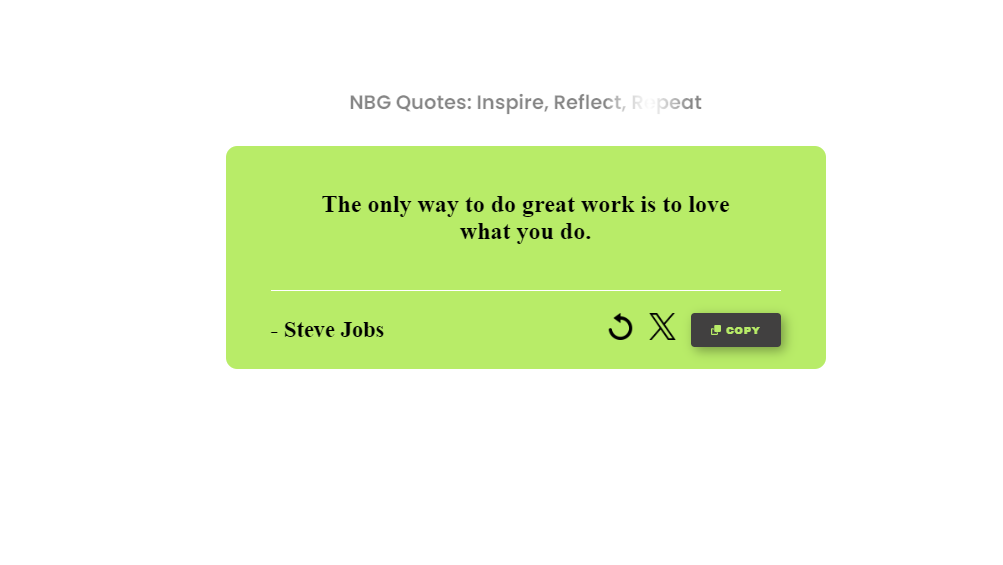 NBG Quotes: Inspire, Reflect, Repeat
The only way to do great work is to love
what you do.
- Steve Jobs
COPY